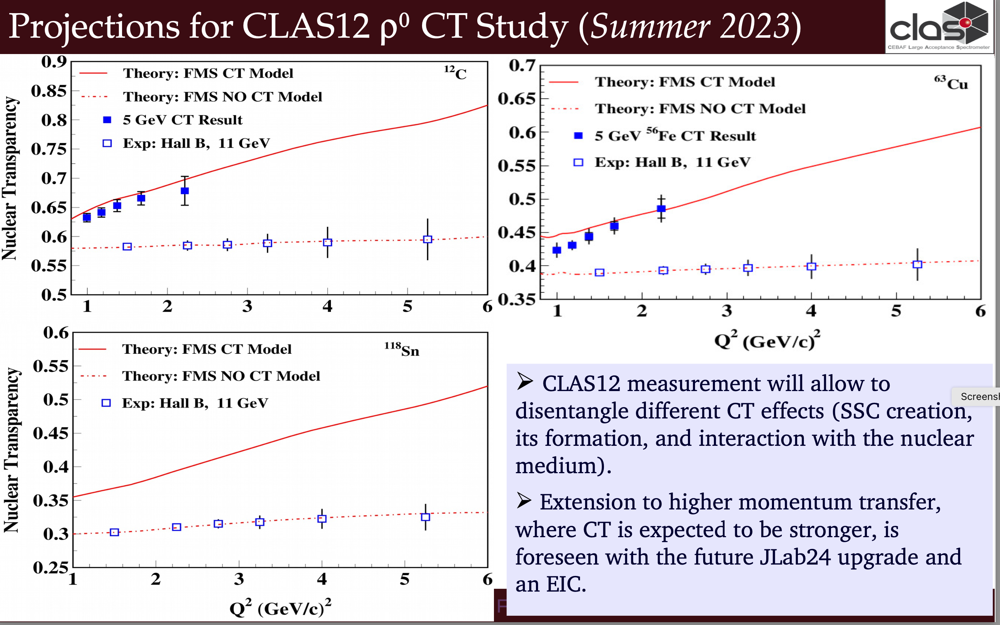 Projections for CLAS12 ρ⁰ CT Study (Summer 2023)
clas
CEBAF Large Acceptance Spectrometer
Nuclear Transparency
0.9
0.85
0.8
0.75
0.7
0.65
0.6
0.55
0.5
Theory: FMS CT Model
¹²C
Theory: FMS NO CT Model
5 GeV CT Result
Exp: Hall B, 11 GeV
1 2 3 4 5 6
0.7
0.65
0.6
0.55
0.5
0.45
0.4
0.35
Theory: FMS CT Model
⁶³Cu
Theory: FMS NO CT Model
5 GeV ⁵⁶Fe CT Result
Exp: Hall B, 11 GeV
1 2 3 4 5 6
Q² (GeV/c)²
Nuclear Transparency
0.6
0.55
0.5
0.45
0.4
0.35
0.3
0.25
Theory: FMS CT Model
¹¹⁸Sn
Theory: FMS NO CT Model
Exp: Hall B, 11 GeV
1 2 3 4 5 6
Q² (GeV/c)²
➢ CLAS12 measurement will allow to
disentangle different CT effects (SSC creation,
its formation, and interaction with the nuclear
medium).
➢ Extension to higher momentum transfer,
where CT is expected to be stronger, is
foreseen with the future JLab24 upgrade and
an EIC.